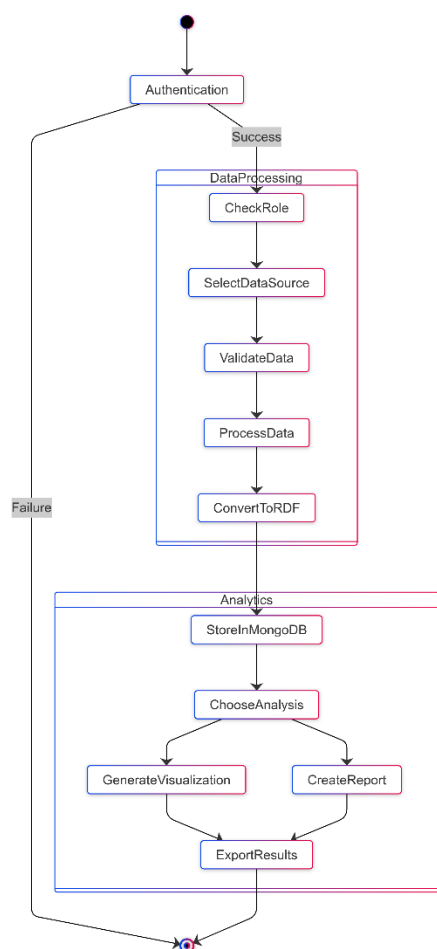 Authentication
Success
DataProcessing
CheckRole
SelectDataSource
ValidateData
ProcessData
ConvertToRDF
Failure
Analytics
StoreInMongoDB
ChooseAnalysis
GenerateVisualization
CreateReport
ExportResults